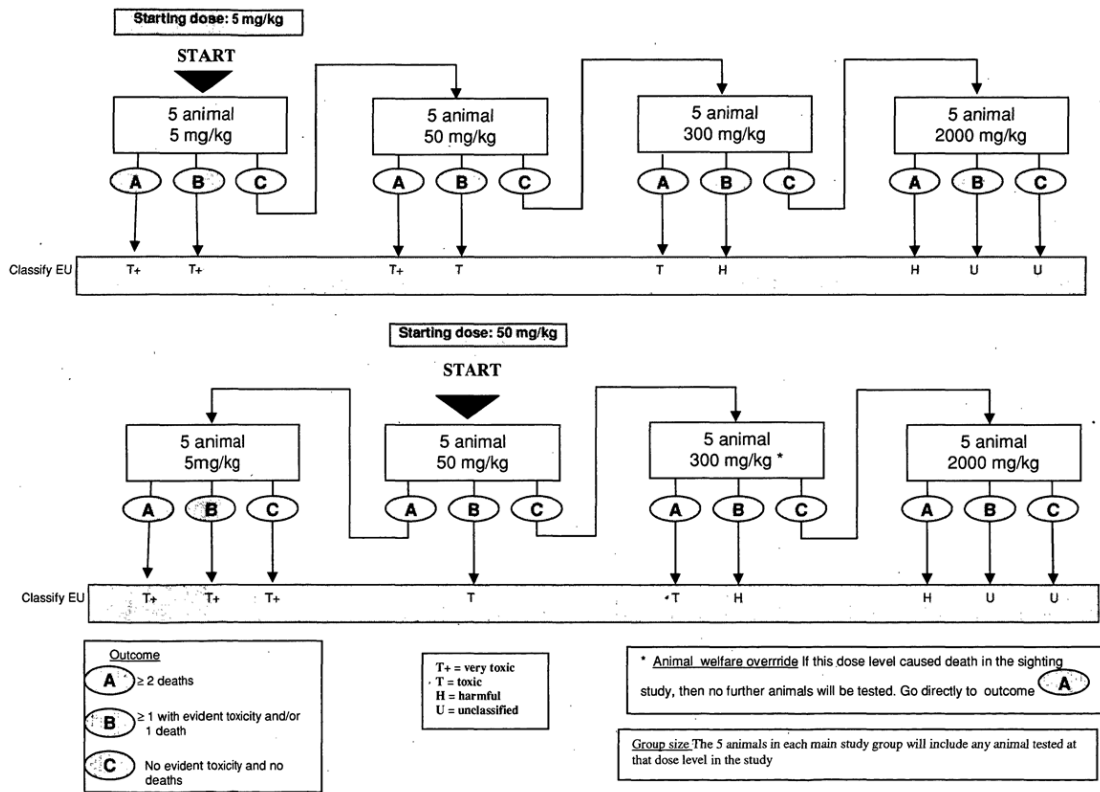 Starting dose: 5 mg/kg
START
5 animal
5 mg/kg
5 animal
50 mg/kg
5 animal
300 mg/kg
5 animal
2000 mg/kg
A B C A B C A B C A B C
Classify EU T+ T+ T+ T T H H U U
Starting dose: 50 mg/kg
START
5 animal
5mg/kg
5 animal
50 mg/kg
5 animal
300 mg/kg *
5 animal
2000 mg/kg
A B C A B C A B C A B C
Classify EU T+ T+ T+ T T H H U U
Outcome
A ≥ 2 deaths
B ≥ 1 with evident toxicity and/or
1 death
C No evident toxicity and no
deaths
T+ = very toxic
T = toxic
H = harmful
U = unclassified
* Animal welfare overrride If this dose level caused death in the sighting
study, then no further animals will be tested. Go directly to outcome A
Group size The 5 animals in each main study group will include any animal tested at
that dose level in the study